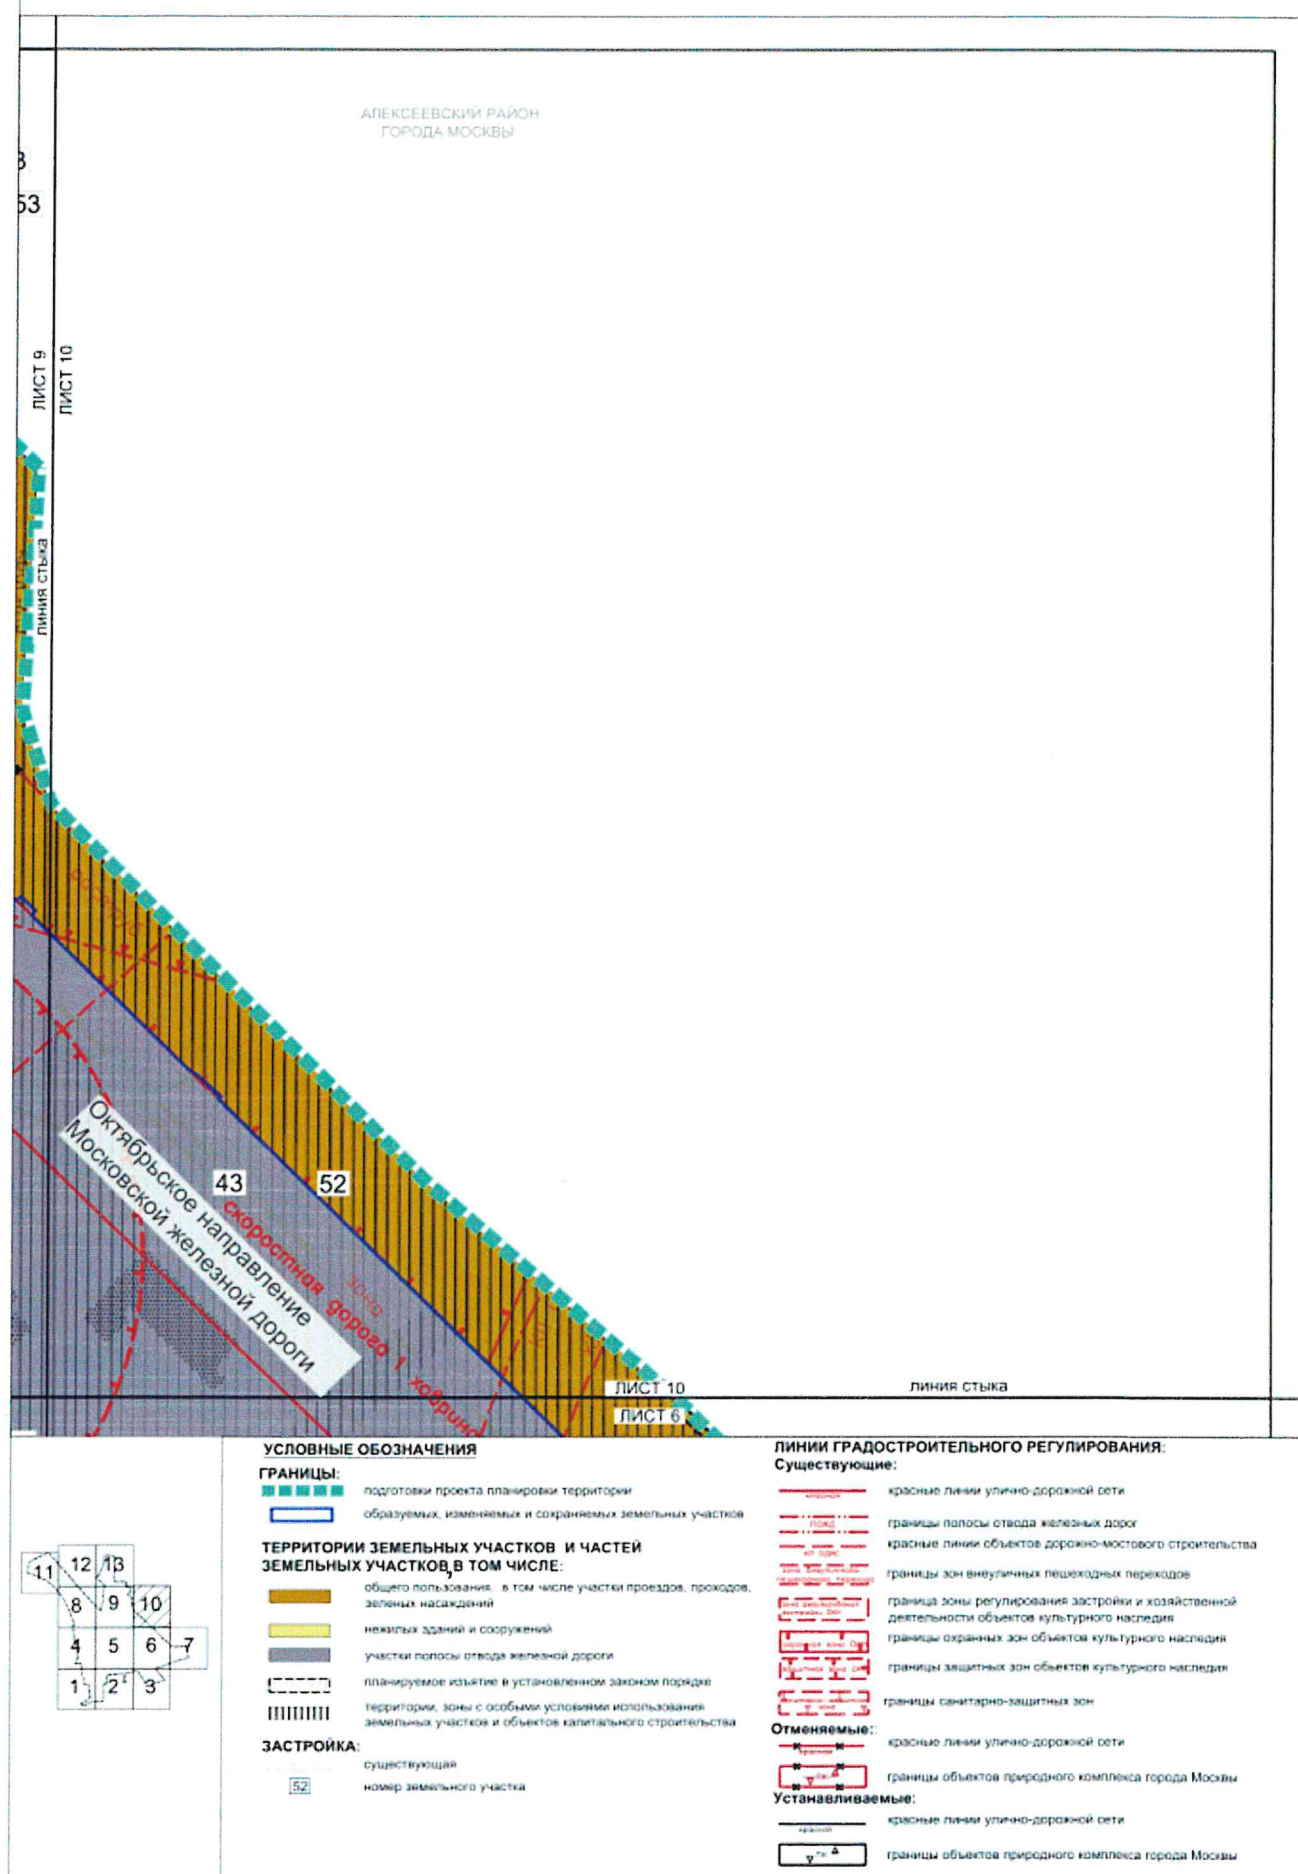 АЛЕКСЕЕВСКИЙ РАЙОН
ГОРОДА МОСКВЫ
53
ЛИСТ 9
ЛИСТ 10
линия стыка
Октябрьское направление
Московской железной дороги
43
52
скоростная дорога 1
зона
ЛИСТ 10
ЛИСТ 6
линия стыка
11
12
13
8
9
10
4
5
6
7
1
2
3
УСЛОВНЫЕ ОБОЗНАЧЕНИЯ
ГРАНИЦЫ:
подготовки проекта планировки территории
образуемых, изменяемых и сохраняемых земельных участков
ТЕРРИТОРИИ ЗЕМЕЛЬНЫХ УЧАСТКОВ И ЧАСТЕЙ
ЗЕМЕЛЬНЫХ УЧАСТКОВ, В ТОМ ЧИСЛЕ:
общего пользования, в том числе участки проездов, проходов,
зеленых насаждений
нежилых зданий и сооружений
участки полосы отвода железной дороги
планируемое изъятие в установленном законом порядке
территории, зоны с особыми условиями использования
земельных участков и объектов капитального строительства
ЗАСТРОЙКА:
существующая
52
номер земельного участка
ЛИНИИ ГРАДОСТРОИТЕЛЬНОГО РЕГУЛИРОВАНИЯ:
Существующие:
красные линии улично-дорожной сети
границы полосы отвода железных дорог
красные линии объектов дорожно-мостового строительства
границы зон внеуличных пешеходных переходов
граница зоны регулирования застройки и хозяйственной
деятельности объектов культурного наследия
границы охранных зон объектов культурного наследия
границы защитных зон объектов культурного наследия
границы санитарно-защитных зон
Отменяемые:
красные линии улично-дорожной сети
границы объектов природного комплекса города Москвы
Устанавливаемые:
красные линии улично-дорожной сети
границы объектов природного комплекса города Москвы